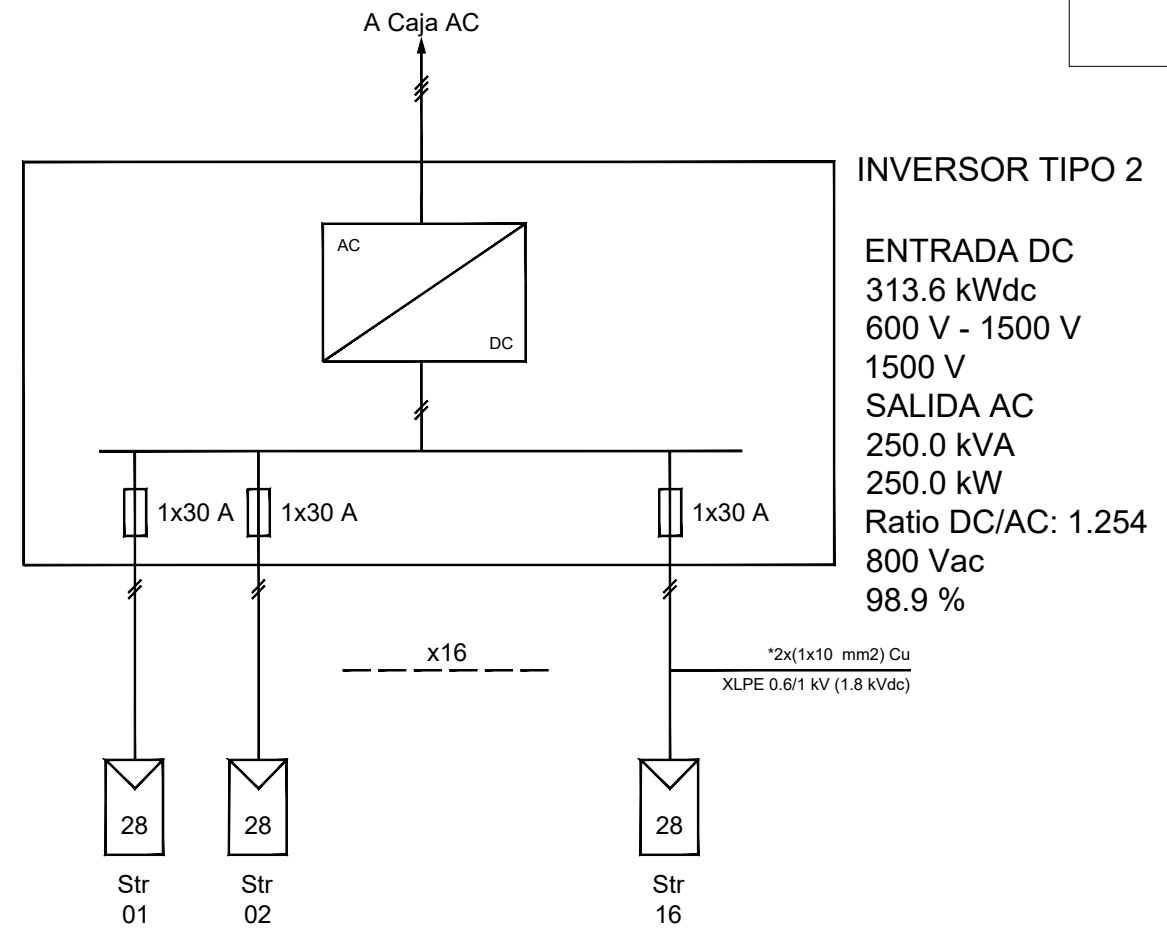 A Caja AC
INVERSOR TIPO 2
AC
DC
ENTRADA DC
313.6 kWdc
600 V - 1500 V
1500 V
SALIDA AC
250.0 kVA
250.0 kW
Ratio DC/AC: 1.254
800 Vac
98.9 %
1x30 A
1x30 A
1x30 A
x16
*2x(1x10 mm2) Cu
XLPE 0.6/1 kV (1.8 kVdc)
28
28
28
Str
01
Str
02
Str
16